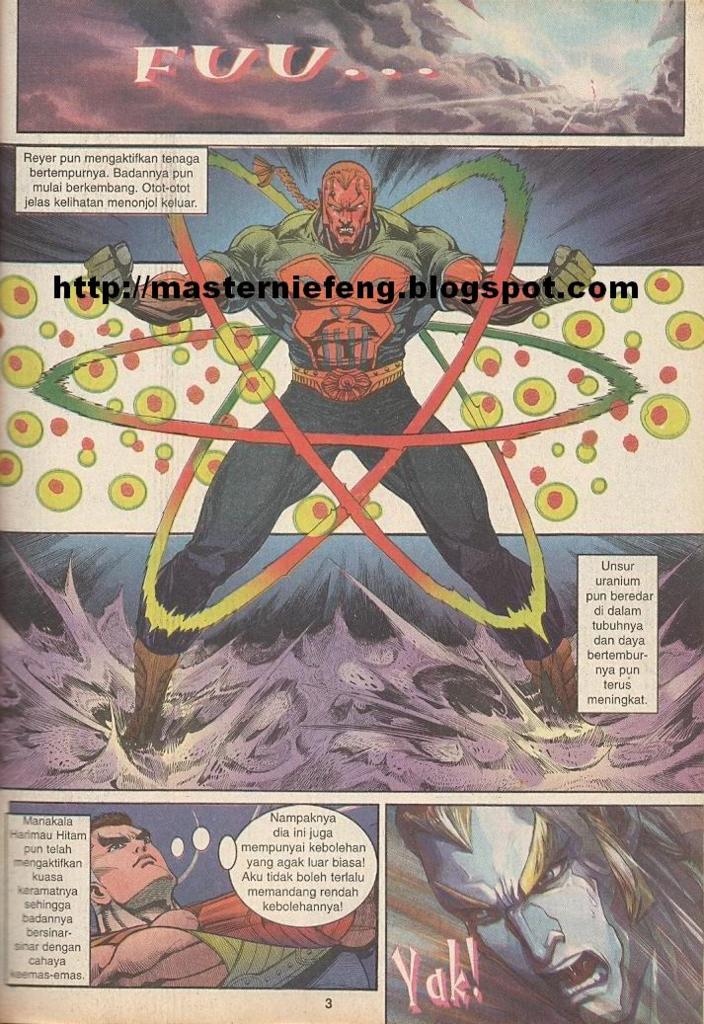 FUU...
Reyer pun mengaktifkan tenaga
bertempurnya. Badannya pun
mulai berkembang. Otot-otot
jelas kelihatan menonjol keluar.
http://masterniefeng.blogspot.com
Unsur
uranium
pun beredar
di dalam
tubuhnya
dan daya
bertembur-
nya pun
terus
meningkat.
Manakala
Harimau Hitam
pun telah
mengaktifkan
kuasa
keramatnya
sehingga
badannya
bersinar-
sinar dengan
cahaya
keemas-emas.
Nampaknya
dia ini juga
mempunyai kebolehan
yang agak luar biasa!
Aku tidak boleh terlalu
memandang rendah
kebolehannya!
Yak!
3